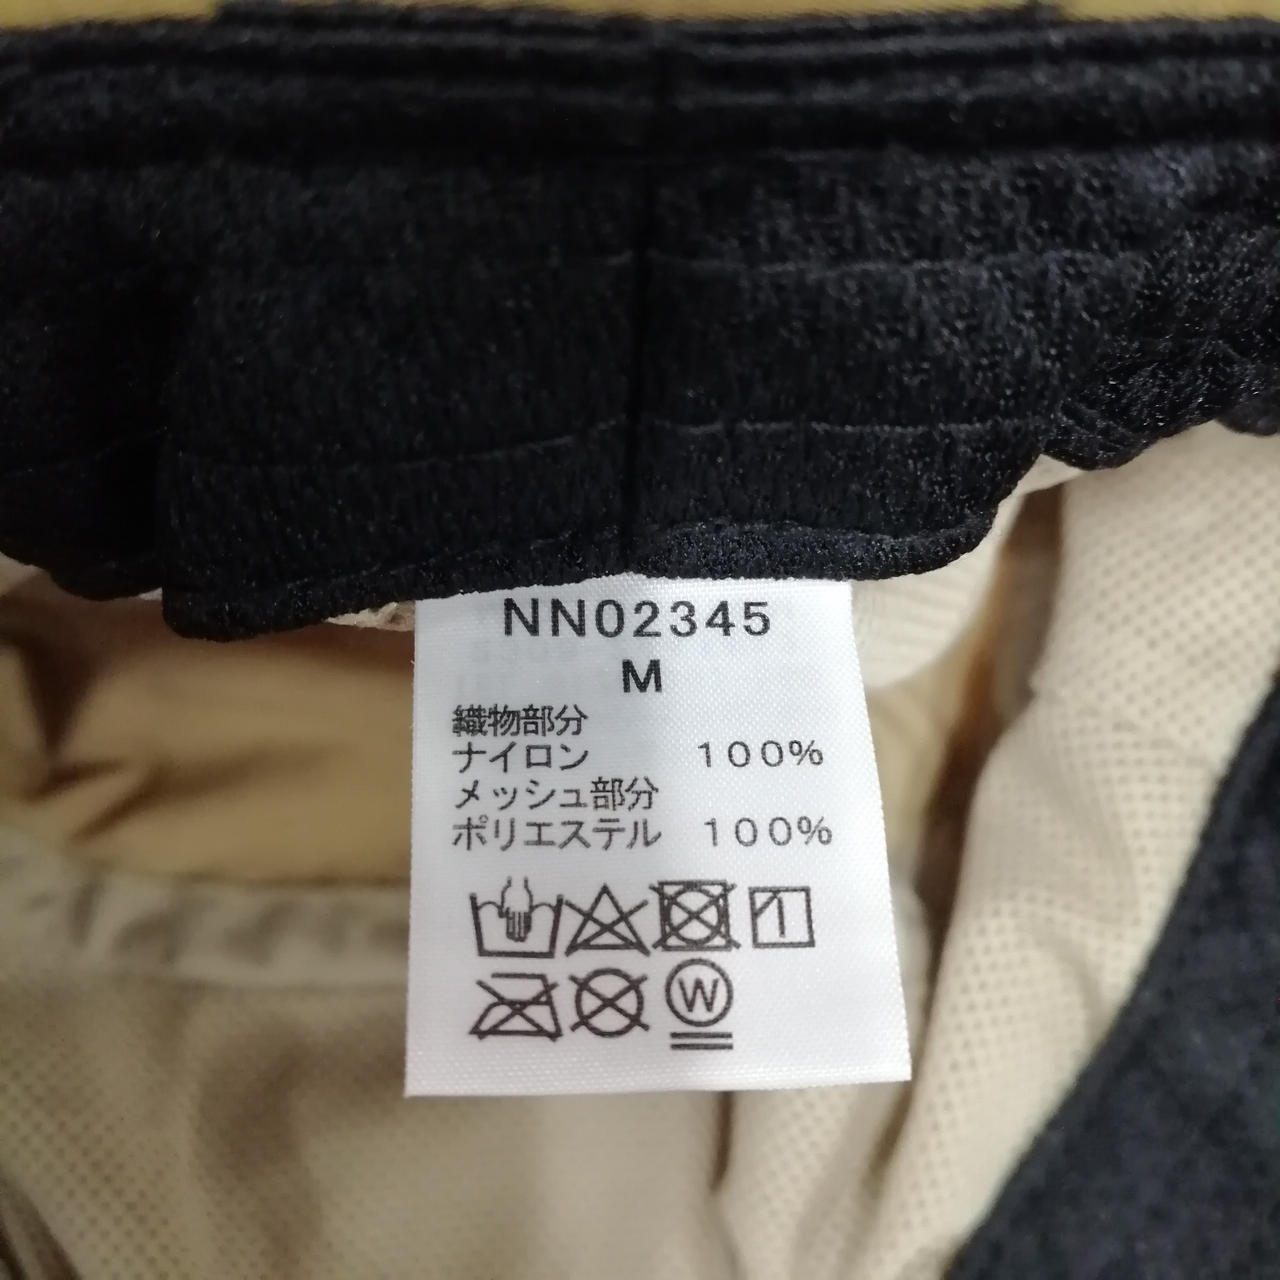 NN02345
M
織物部分
ナイロン 100%
メッシュ部分
ポリエステル 100%
W